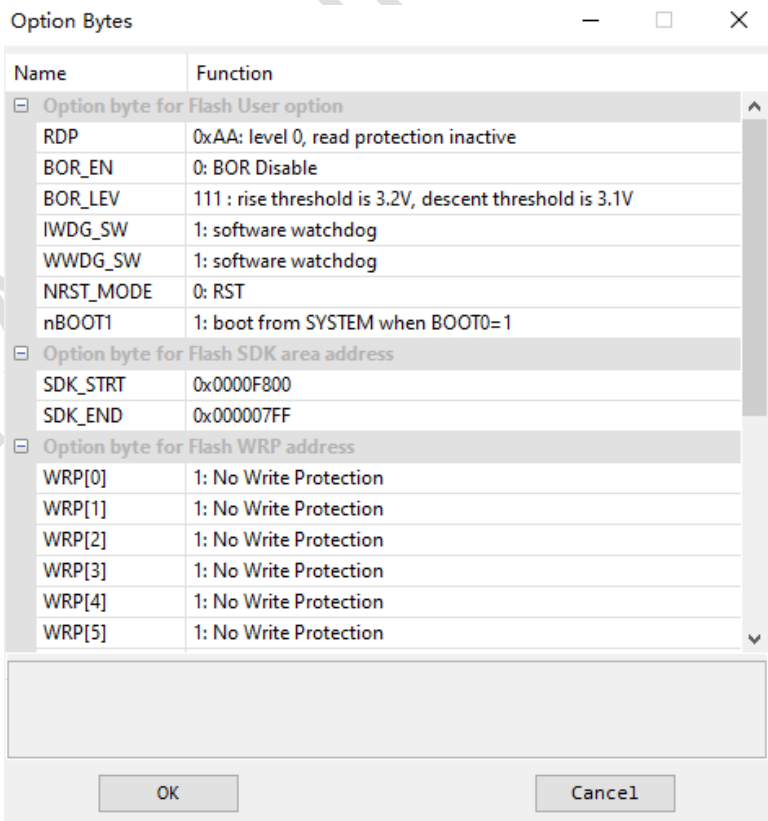 Option Bytes
Name Function
Option byte for Flash User option
RDP 0xAA: level 0, read protection inactive
BOR_EN 0: BOR Disable
BOR_LEV 111 : rise threshold is 3.2V, descent threshold is 3.1V
IWDG_SW 1: software watchdog
WWDG_SW 1: software watchdog
NRST_MODE 0: RST
nBOOT1 1: boot from SYSTEM when BOOT0=1
Option byte for Flash SDK area address
SDK_STRT 0x0000F800
SDK_END 0x000007FF
Option byte for Flash WRP address
WRP[0] 1: No Write Protection
WRP[1] 1: No Write Protection
WRP[2] 1: No Write Protection
WRP[3] 1: No Write Protection
WRP[4] 1: No Write Protection
WRP[5] 1: No Write Protection
OK Cancel